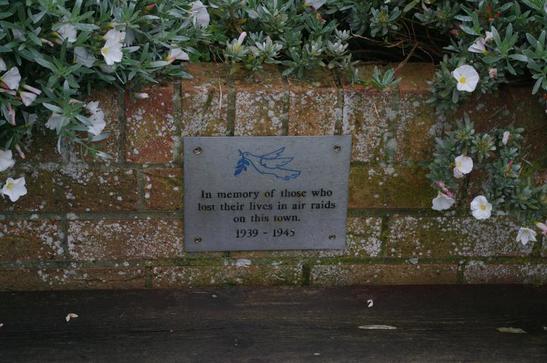 In memory of those who
lost their lives in air raids
on this town.
1939 - 1945